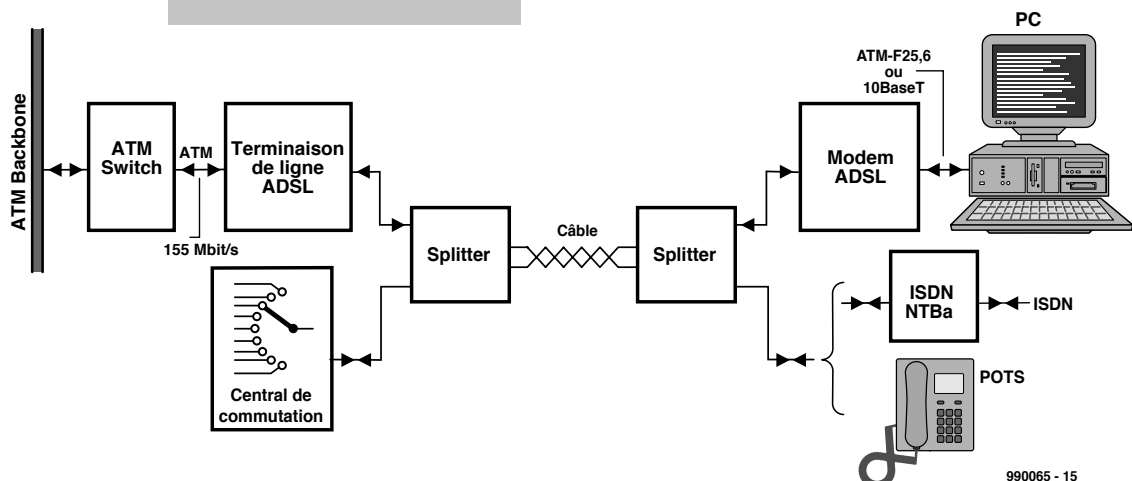 PC
ATM-F25,6
ou
10BaseT
ATM Backbone
ATM
Switch
ATM
155 Mbit/s
Terminaison
de ligne
ADSL
Modem
ADSL
Splitter
Câble
Splitter
Central de
commutation
ISDN
NTBa
ISDN
POTS
990065 - 15